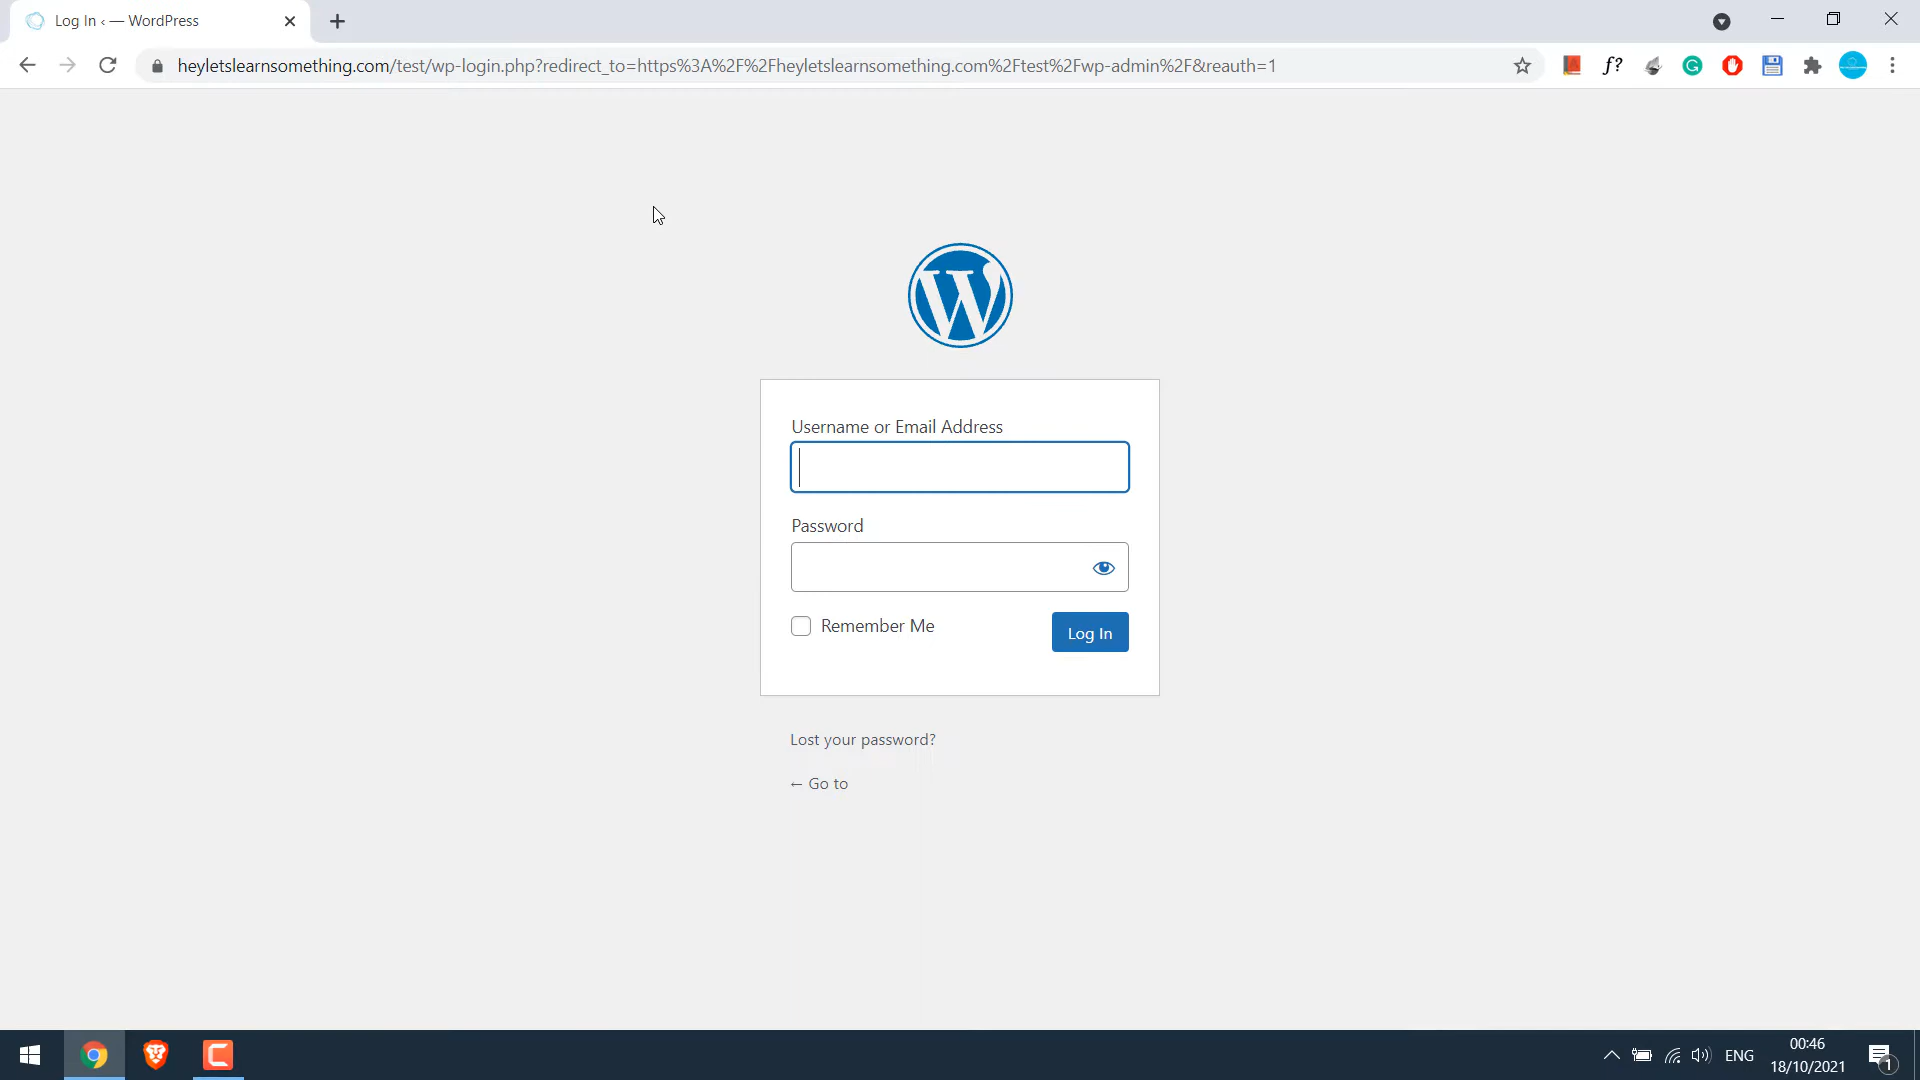 Log In ‹ — WordPress
heyletslearnsomething.com/test/wp-login.php?redirect_to=https%3A%2F%2Fheyletslearnsomething.com%2Ftest%2Fwp-admin%2F&reauth=1
f?
Username or Email Address
Password
Remember Me
Log In
Lost your password?
← Go to
ENG
00:46
18/10/2021
1